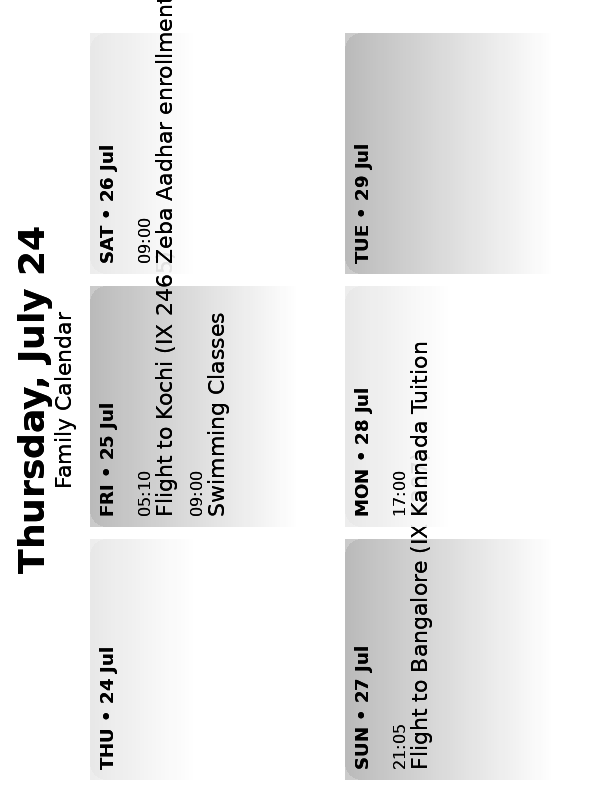 Thursday, July 24
Family Calendar
THU • 24 Jul
FRI • 25 Jul
05:10
Flight to Kochi (IX 246
09:00
Swimming Classes
SAT • 26 Jul
09:00
Zeba Aadhar enrollment
SUN • 27 Jul
21:05
Flight to Bangalore (IX
MON • 28 Jul
17:00
Kannada Tuition
TUE • 29 Jul